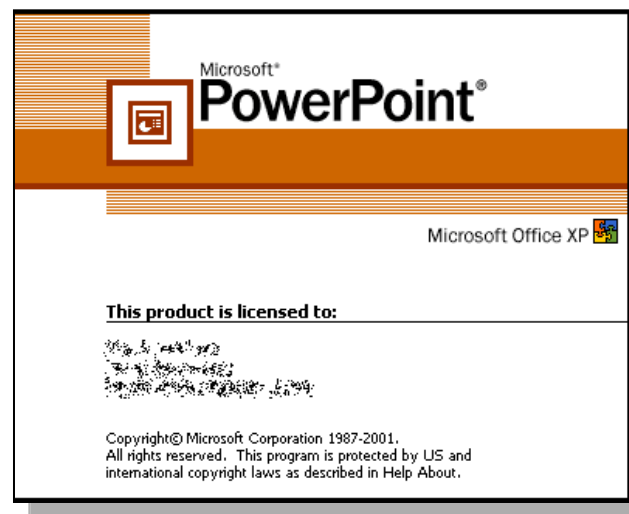 Microsoft®
PowerPoint®
Microsoft Office XP
This product is licensed to:
Copyright© Microsoft Corporation 1987-2001.
All rights reserved. This program is protected by US and
international copyright laws as described in Help About.